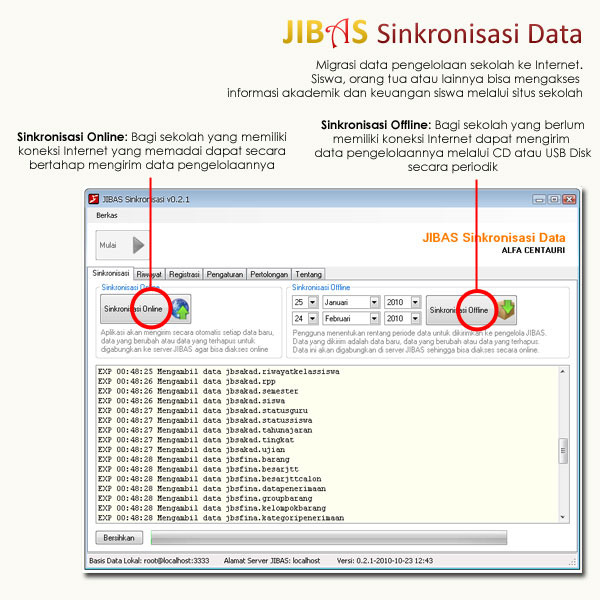 JIBAS Sinkronisasi Data
Migrasi data pengelolaan sekolah ke Internet.
Siswa, orang tua atau lainnya bisa mengakses
informasi akademik dan keuangan siswa melalui situs sekolah
Sinkronisasi Online: Bagi sekolah yang memiliki
koneksi Internet yang memadai dapat secara
bertahap mengirim data pengelolaannya
Sinkronisasi Offline: Bagi sekolah yang berlum
memiliki koneksi Internet dapat mengirim
data pengelolaannya melalui CD atau USB Disk
secara periodik
JIBAS Sinkronisasi v0.2.1
Berkas
Mulai
JIBAS Sinkronisasi Data
ALFA CENTAURI
Sinkronisasi Riwayat Registrasi Pengaturan Pertolongan Tentang
Sinkronisasi Online
Sinkronisasi Online
Aplikasi akan mengirim secara otomatis setiap data baru,
data yang berubah atau data yang terhapus untuk
digabungkan ke server JIBAS agar bisa diakses online
Sinkronisasi Offline
25 Januari 2010
24 Februari 2010
Sinkronisasi Offline
Pengguna menentukan rentang periode data untuk dikirimkan ke pengelola JIBAS.
Data yang dikirim adalah data baru, data yang berubah atau data yang terhapus.
Data ini akan digabungkan di server JIBAS sehingga bisa diakses secara online.
EXP 00:48:25 Mengambil data jbsakad.riwayatkelassiswa
EXP 00:48:26 Mengambil data jbsakad.rpp
EXP 00:48:26 Mengambil data jbsakad.semester
EXP 00:48:26 Mengambil data jbsakad.siswa
EXP 00:48:27 Mengambil data jbsakad.statusguru
EXP 00:48:27 Mengambil data jbsakad.statussiswa
EXP 00:48:27 Mengambil data jbsakad.tahunajaran
EXP 00:48:27 Mengambil data jbsakad.tingkat
EXP 00:48:27 Mengambil data jbsakad.ujian
EXP 00:48:28 Mengambil data jbsfina.barang
EXP 00:48:28 Mengambil data jbsfina.besarjtt
EXP 00:48:28 Mengambil data jbsfina.besarjttcalon
EXP 00:48:28 Mengambil data jbsfina.datapenerimaan
EXP 00:48:28 Mengambil data jbsfina.groupbarang
EXP 00:48:28 Mengambil data jbsfina.kelompokbarang
EXP 00:48:28 Mengambil data jbsfina.kategoripenerimaan
Bersihkan
Basis Data Lokal: root@localhost:3333 Alamat Server JIBAS: localhost Versi: 0.2.1-2010-10-23 12:43